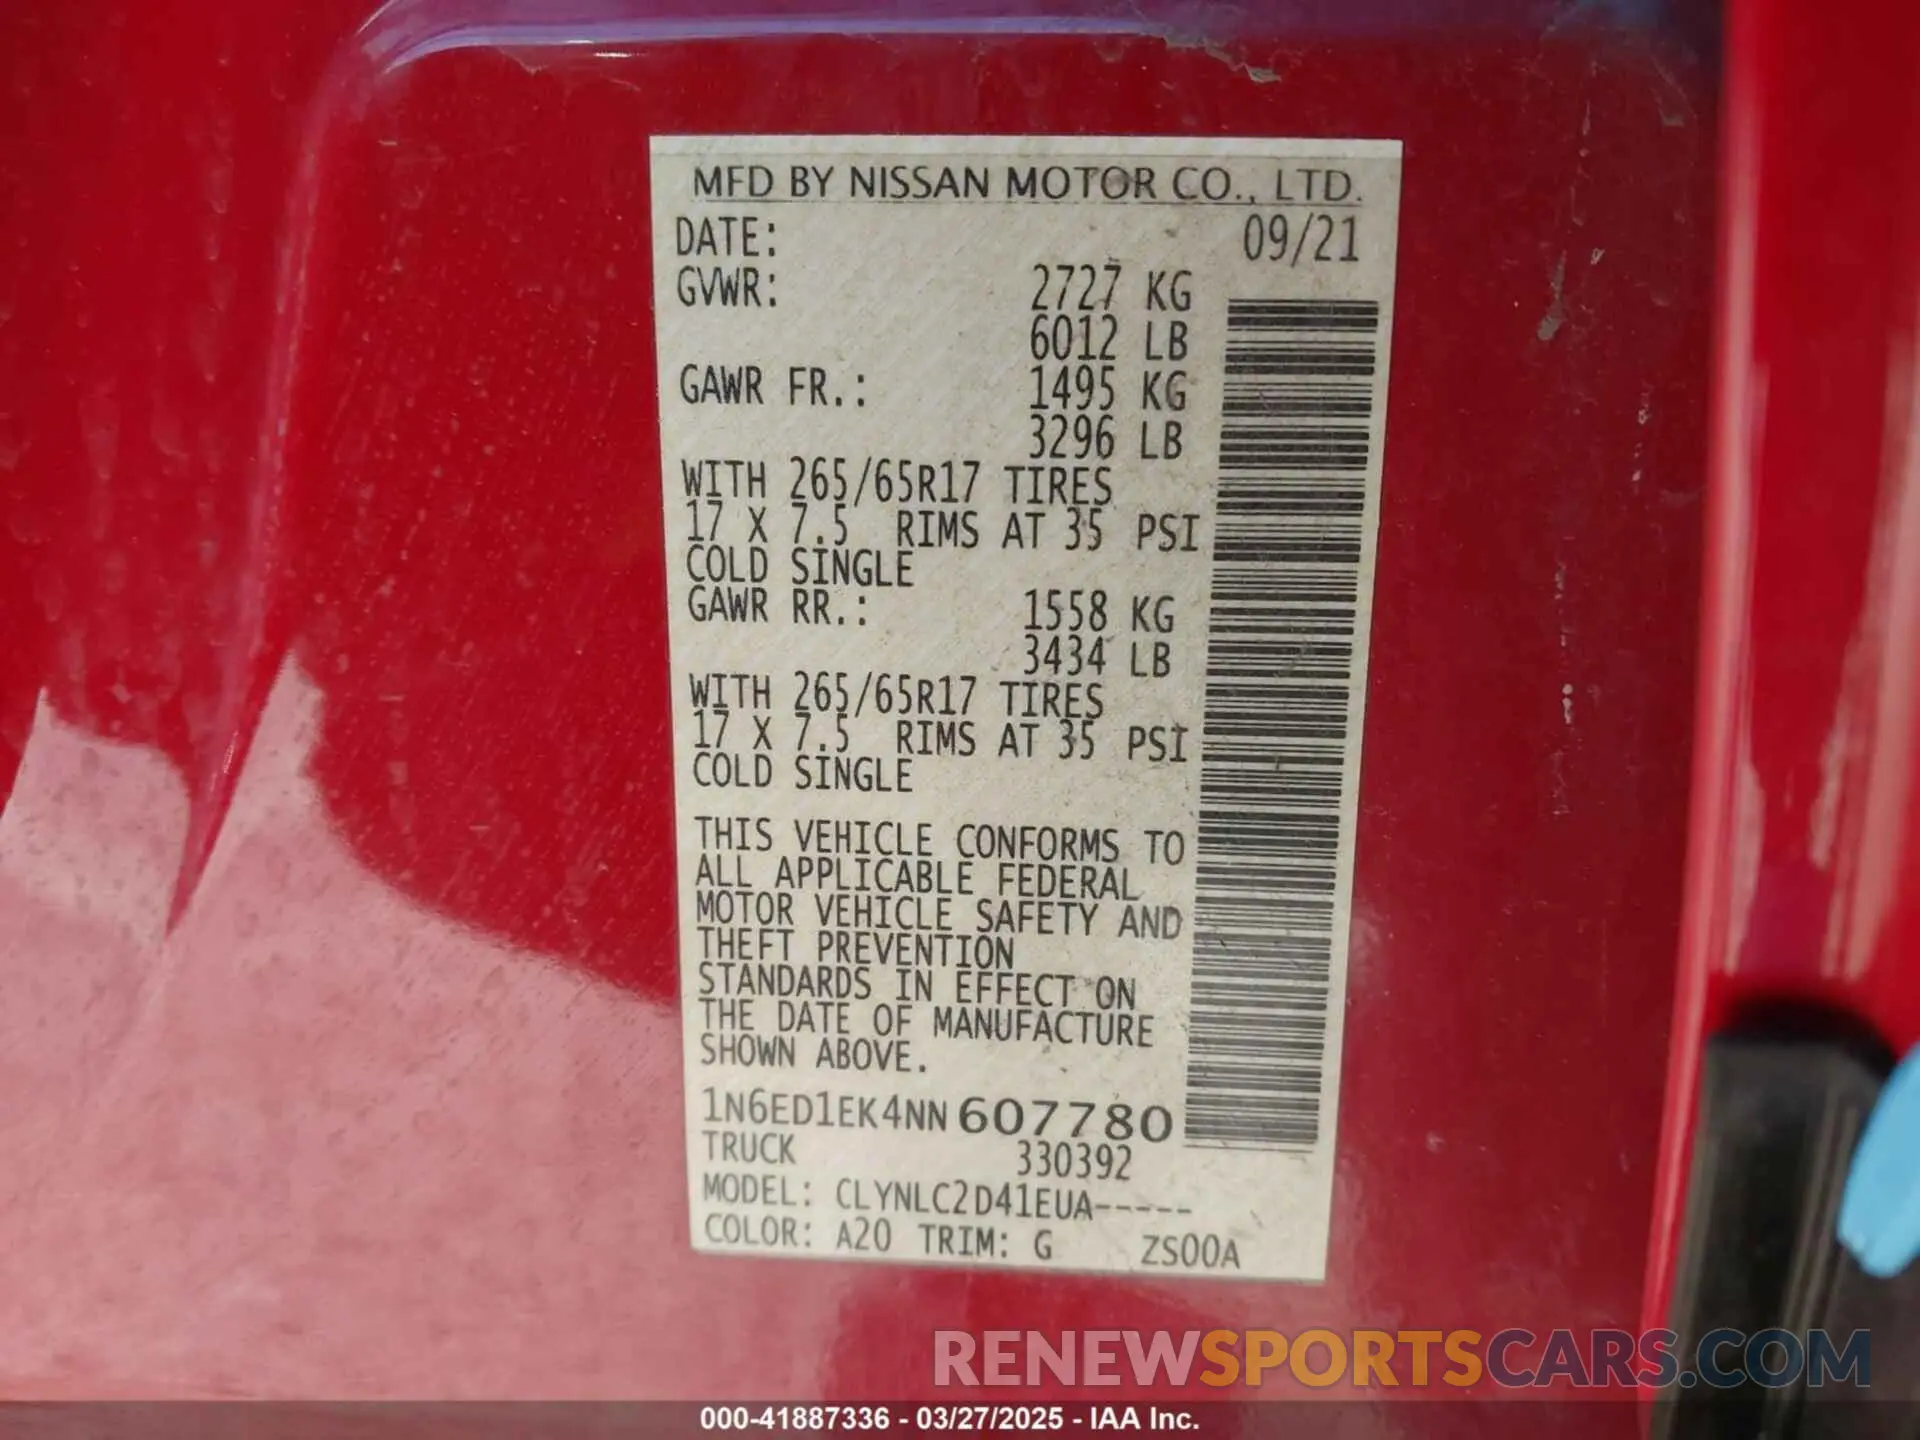 MFD BY NISSAN MOTOR CO., LTD.
DATE: 09/21
GVWR: 2727 KG
6012 LB
GAWR FR.: 1495 KG
3296 LB
WITH 265/65R17 TIRES
17 X 7.5 RIMS AT 35 PSI
COLD SINGLE
GAWR RR.: 1558 KG
3434 LB
WITH 265/65R17 TIRES
17 X 7.5 RIMS AT 35 PSI
COLD SINGLE
THIS VEHICLE CONFORMS TO
ALL APPLICABLE FEDERAL
MOTOR VEHICLE SAFETY AND
THEFT PREVENTION
STANDARDS IN EFFECT ON
THE DATE OF MANUFACTURE
SHOWN ABOVE.
1N6ED1EK4NN607780
TRUCK 330392
MODEL: CLYNLC2D41EUA-----
COLOR: A20 TRIM: G ZS00A
RENEWSPORTSCARS.COM
000-41887336 - 03/27/2025 - IAA Inc.